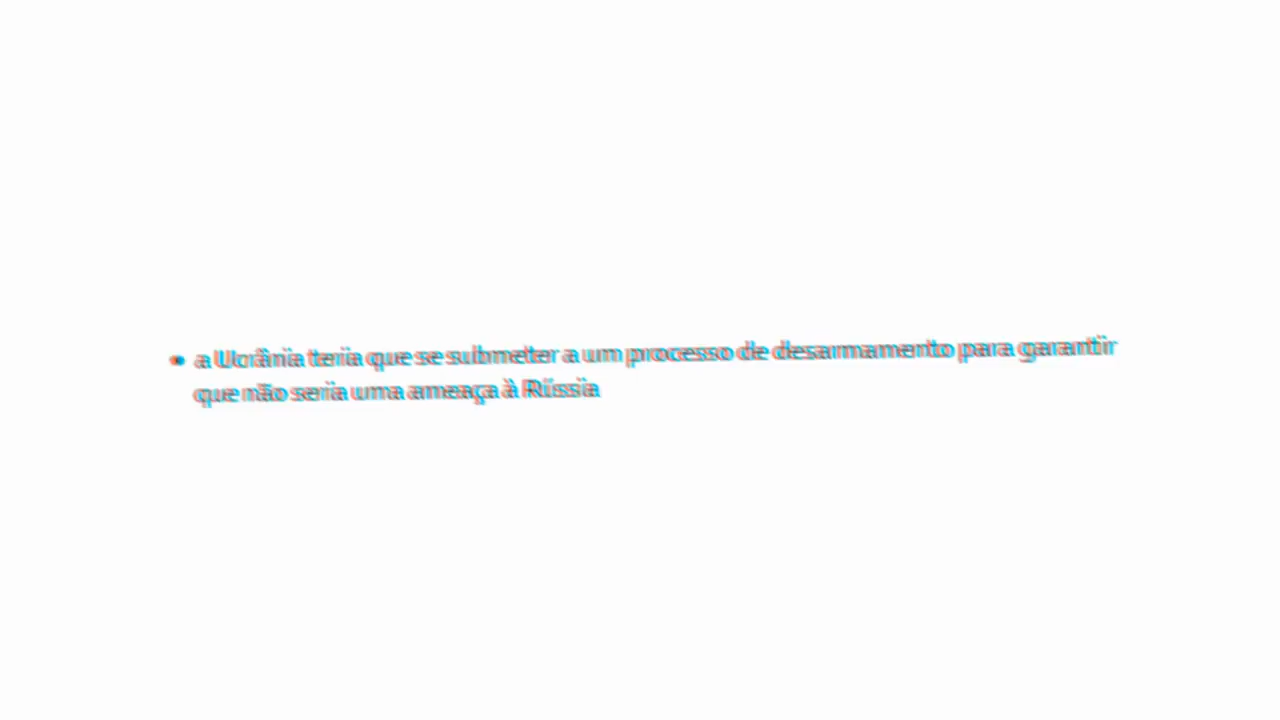 • a Ucrânia teria que se submeter a um processo de desarmamento para garantir
que não seria uma ameaça à Rússia